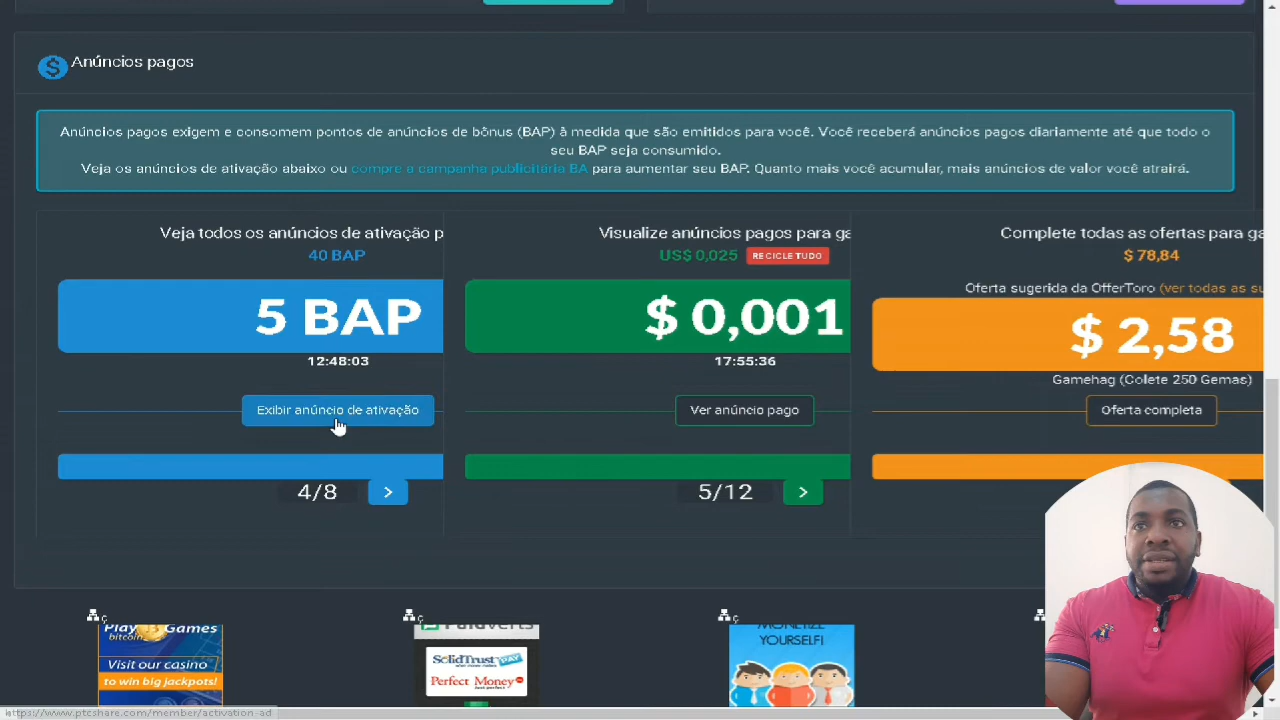 Anúncios pagos
Anúncios pagos exigem e consomem pontos de anúncios de bônus (BAP) à medida que são emitidos para você. Você receberá anúncios pagos diariamente até que todo o
seu BAP seja consumido.
Veja os anúncios de ativação abaixo ou compre a campanha publicitária BA para aumentar seu BAP. Quanto mais você acumular, mais anúncios de valor você atrairá.
Veja todos os anúncios de ativação p
40 BAP
5 BAP
12:48:03
Exibir anúncio de ativação
4/8 >
Visualize anúncios pagos para ga
US$ 0,025 RECICLE TUDO
$ 0,001
17:55:36
Ver anúncio pago
5/12 >
Complete todas as ofertas para ga
$ 78,84
Oferta sugerida da OfferToro (ver todas as su
$ 2,58
Gamehag (Colete 250 Gemas)
Oferta completa
Play Games
bitcoin
Visit our casino
to win big jackpots!
Paidverts
SolidTrust PAY
Perfect Money
MONETIZE
YOURSELF!
https://www.ptcshare.com/member/activation-ad